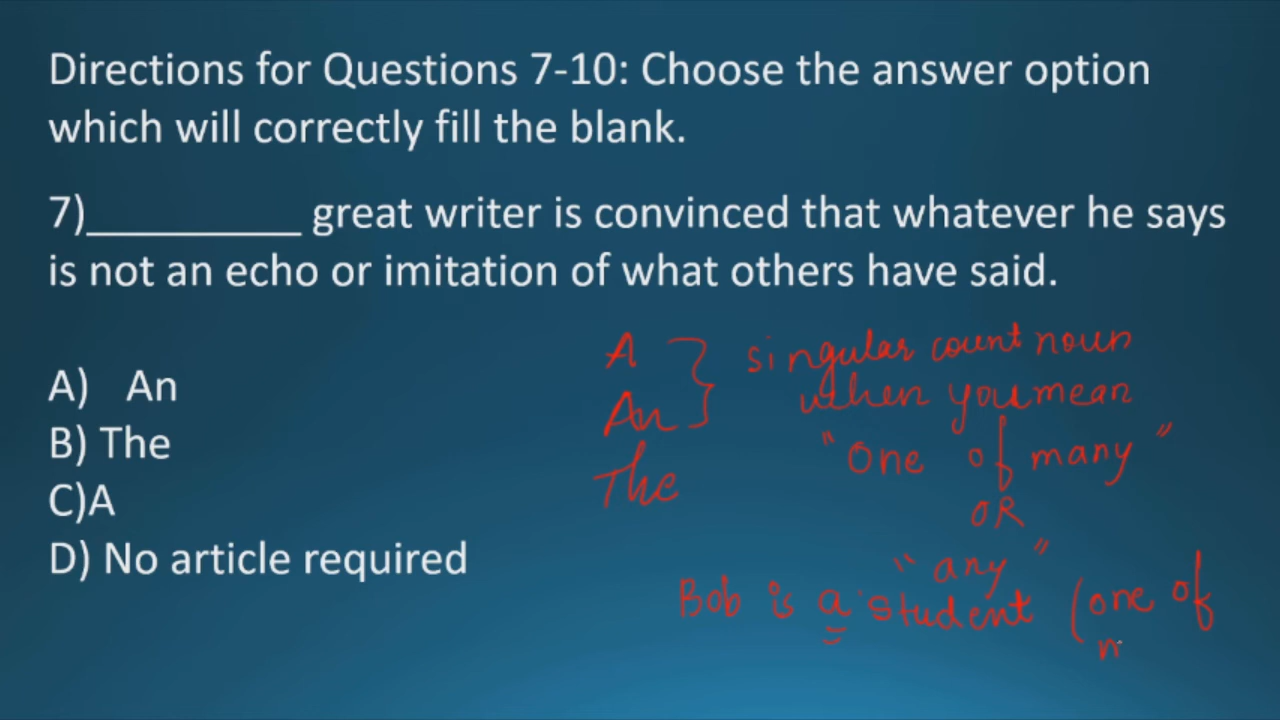 Directions for Questions 7-10: Choose the answer option
which will correctly fill the blank.
7)_________ great writer is convinced that whatever he says
is not an echo or imitation of what others have said.
A) An
B) The
C)A
D) No article required
A } singular count noun
An when you mean
The "One of many"
OR
"any"
Bob is a student (one of